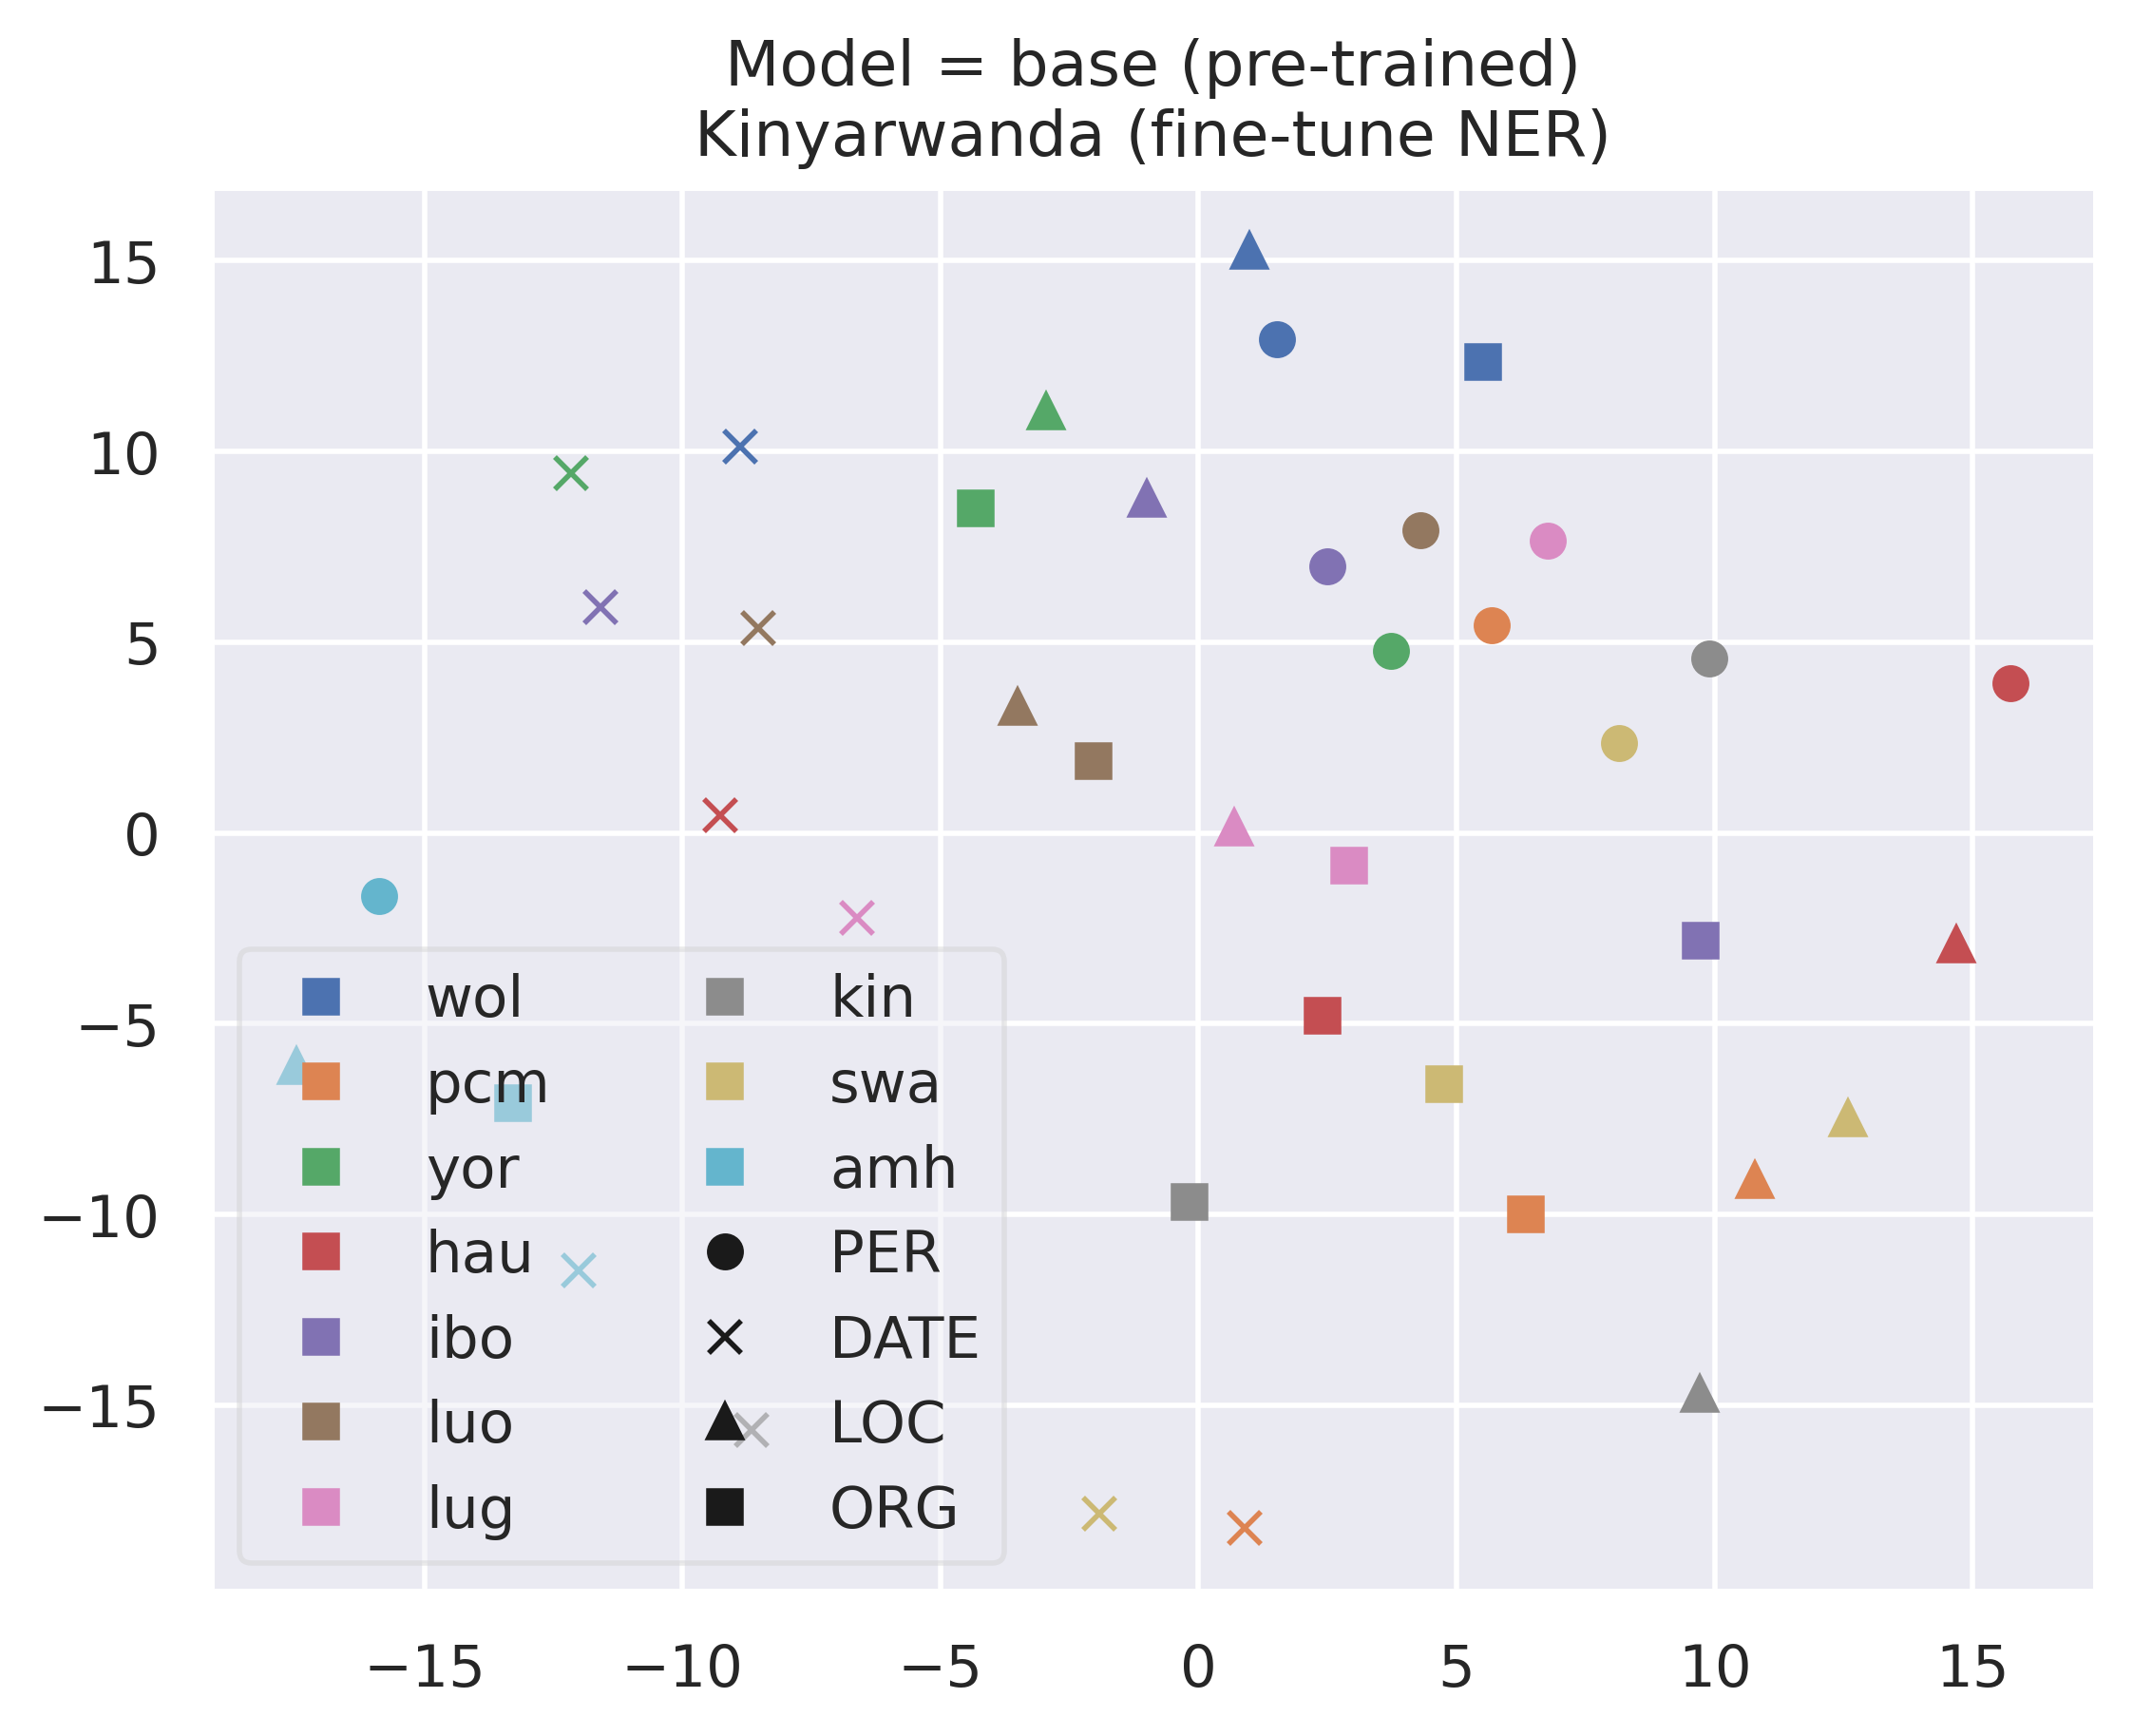 Model = base (pre-trained)
Kinyarwanda (fine-tune NER)
15
10
5
0
−5
−10
−15
wol
pcm
yor
hau
ibo
luo
lug
kin
swa
amh
PER
DATE
LOC
ORG
−15 −10 −5 0 5 10 15